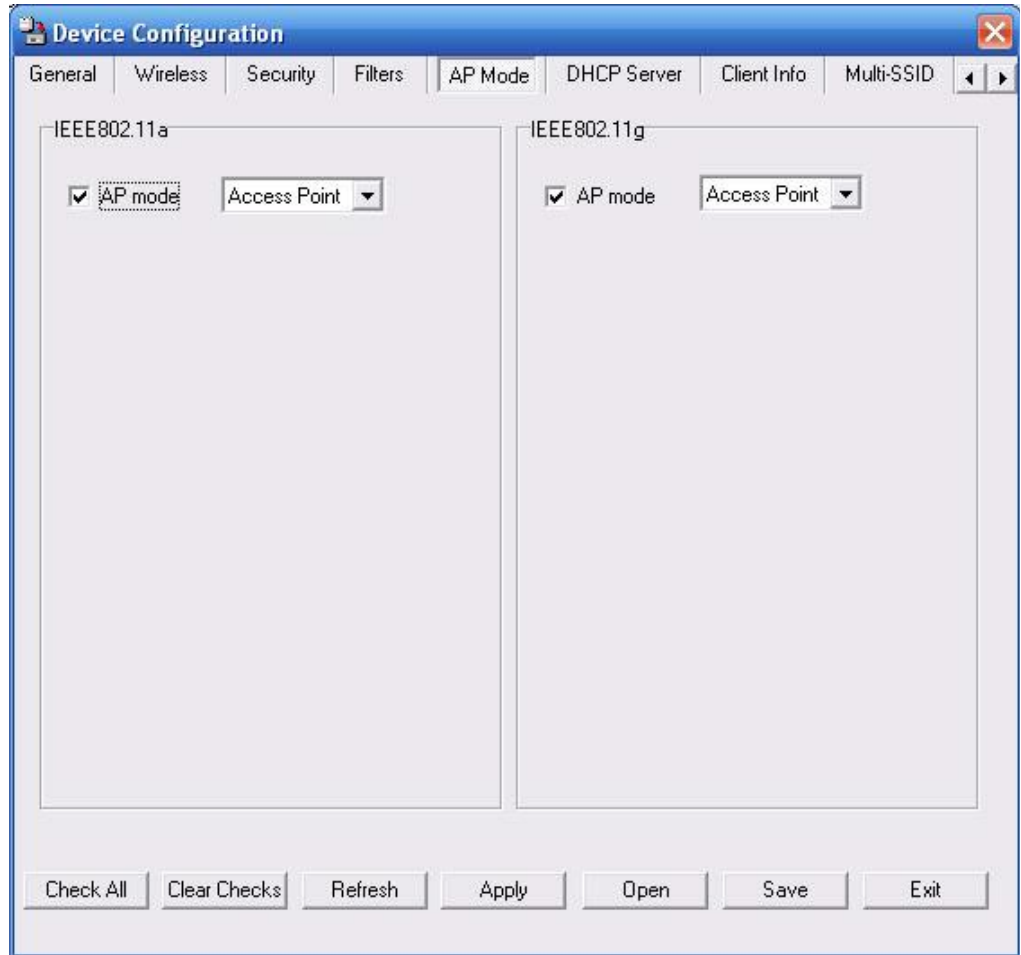 Device Configuration
General Wireless Security Filters AP Mode DHCP Server Client Info Multi-SSID
IEEE802.11a
AP mode Access Point
IEEE802.11g
AP mode Access Point
Check All Clear Checks Refresh Apply Open Save Exit